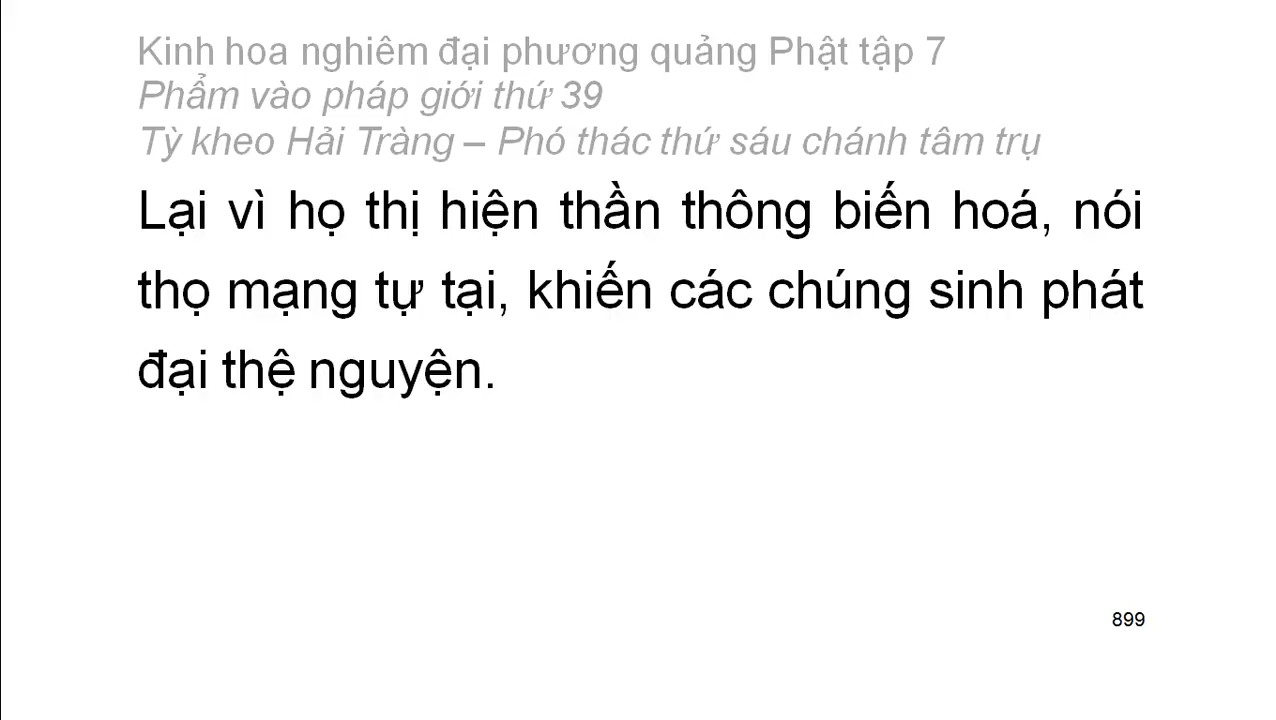 Kinh hoa nghiêm đại phương quảng Phật tập 7
Phẩm vào pháp giới thứ 39
Tỳ kheo Hải Tràng – Phó thác thứ sáu chánh tâm trụ
Lại vì họ thị hiện thần thông biến hoá, nói
thọ mạng tự tại, khiến các chúng sinh phát
đại thệ nguyện.
899